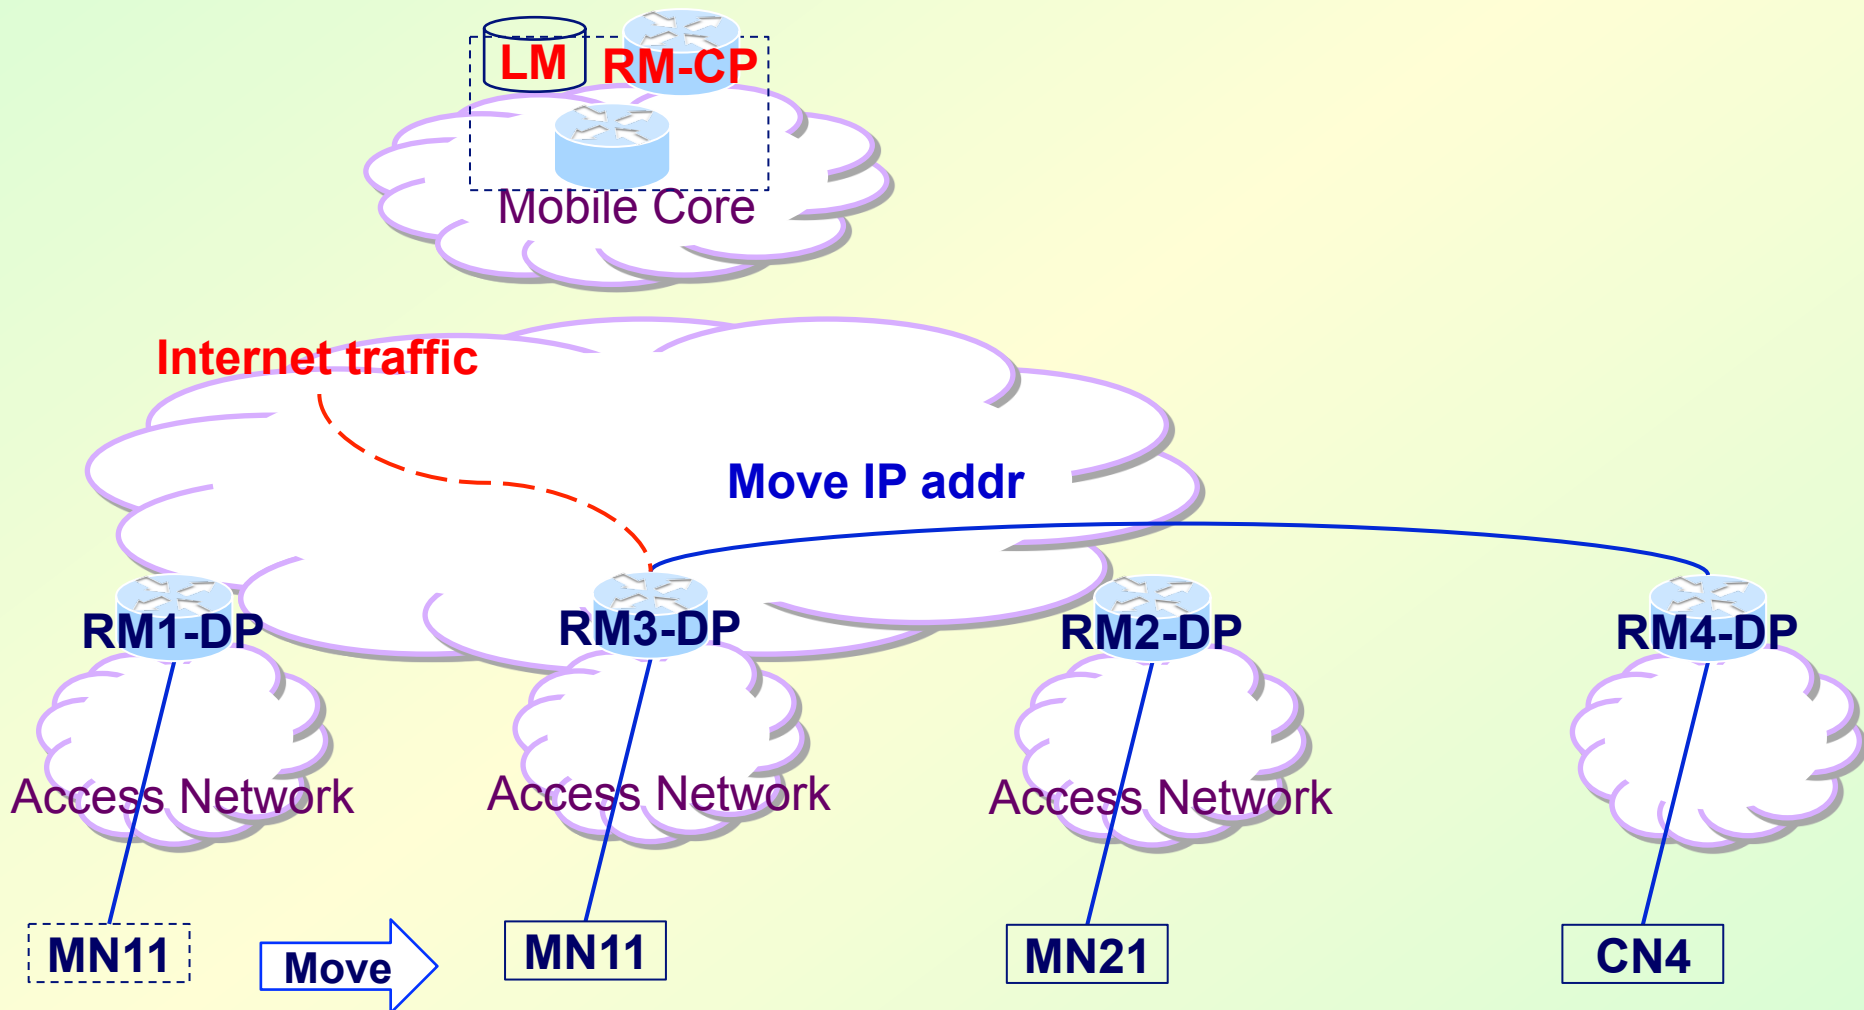 LM RM-CP
Mobile Core
Internet traffic
Move IP addr
RM1-DP RM3-DP RM2-DP RM4-DP
Access Network Access Network Access Network
MN11 Move MN11 MN21 CN4